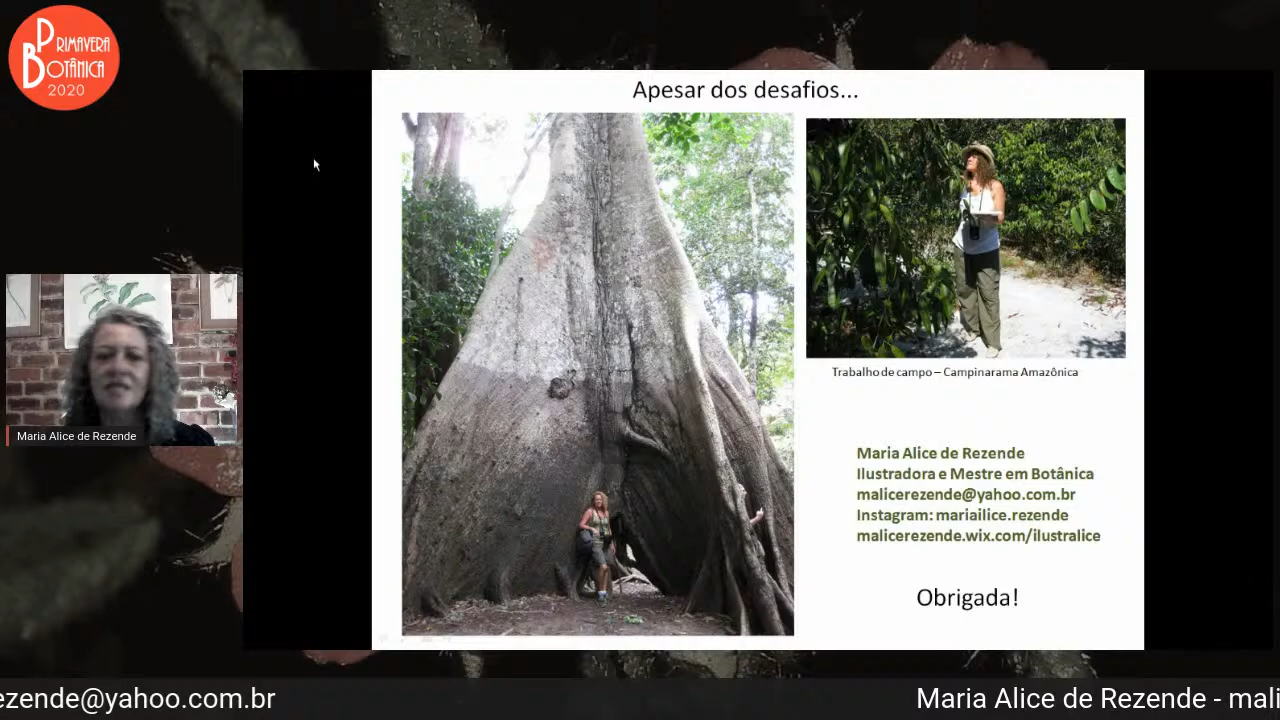 PRIMAVERA
BOTÂNICA
2020
Apesar dos desafios...
Trabalho de campo – Campinarama Amazônica
Maria Alice de Rezende
Maria Alice de Rezende
Ilustradora e Mestre em Botânica
malicerezende@yahoo.com.br
Instagram: mariailice.rezende
malicerezende.wix.com/ilustralice
Obrigada!
ezende@yahoo.com.br
Maria Alice de Rezende - mali